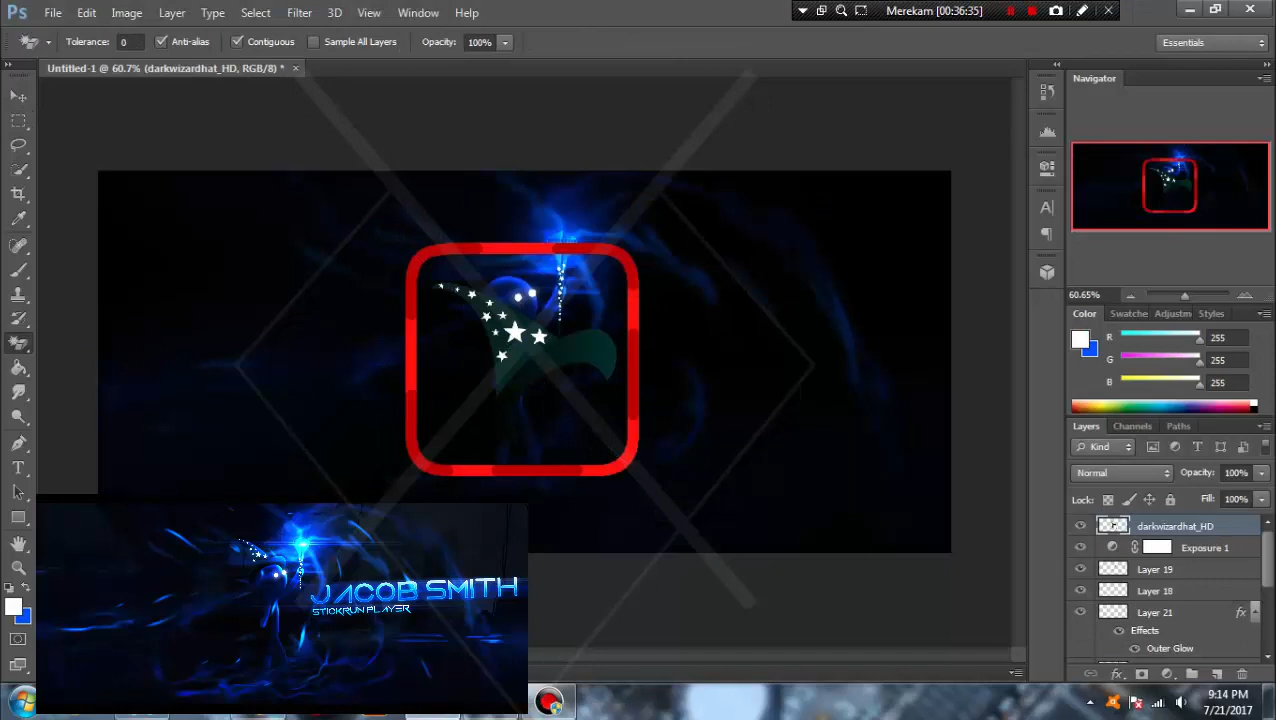 Ps File Edit Image Layer Type Select Filter 3D View Window Help
Merekam [00:36:35]
Tolerance: 0 Anti-alias Contiguous Sample All Layers Opacity: 100% Essentials
Untitled-1 @ 60.7% (darkwizardhat_HD, RGB/8) * ×
Navigator
60.65%
Color Swatche Adjustm Styles
R 255
G 255
B 255
Layers Channels Paths
Kind
Normal Opacity: 100%
Lock: Fill: 100%
darkwizardhat_HD
Exposure 1
Layer 19
Layer 18
Layer 21 fx
Effects
Outer Glow
JACOB SMITH
STICKRUN PLAYER
9:14 PM
7/21/2017